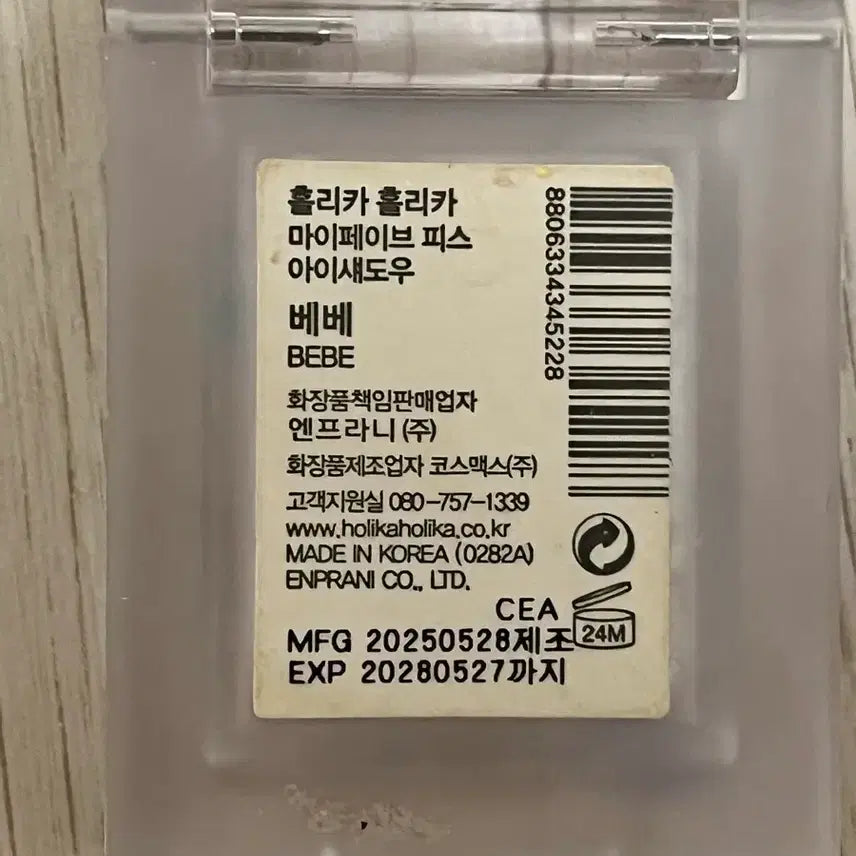 홀리카 홀리카
마이페이브 피스
아이섀도우
베베
BEBE
화장품책임판매업자
엔프라니 (주)
화장품제조업자 코스맥스(주)
고객지원실 080-757-1339
www.holikaholika.co.kr
MADE IN KOREA (0282A)
ENPRANI CO., LTD.
CEA
MFG 20250528제조
EXP 20280527까지
24M
8806334345228